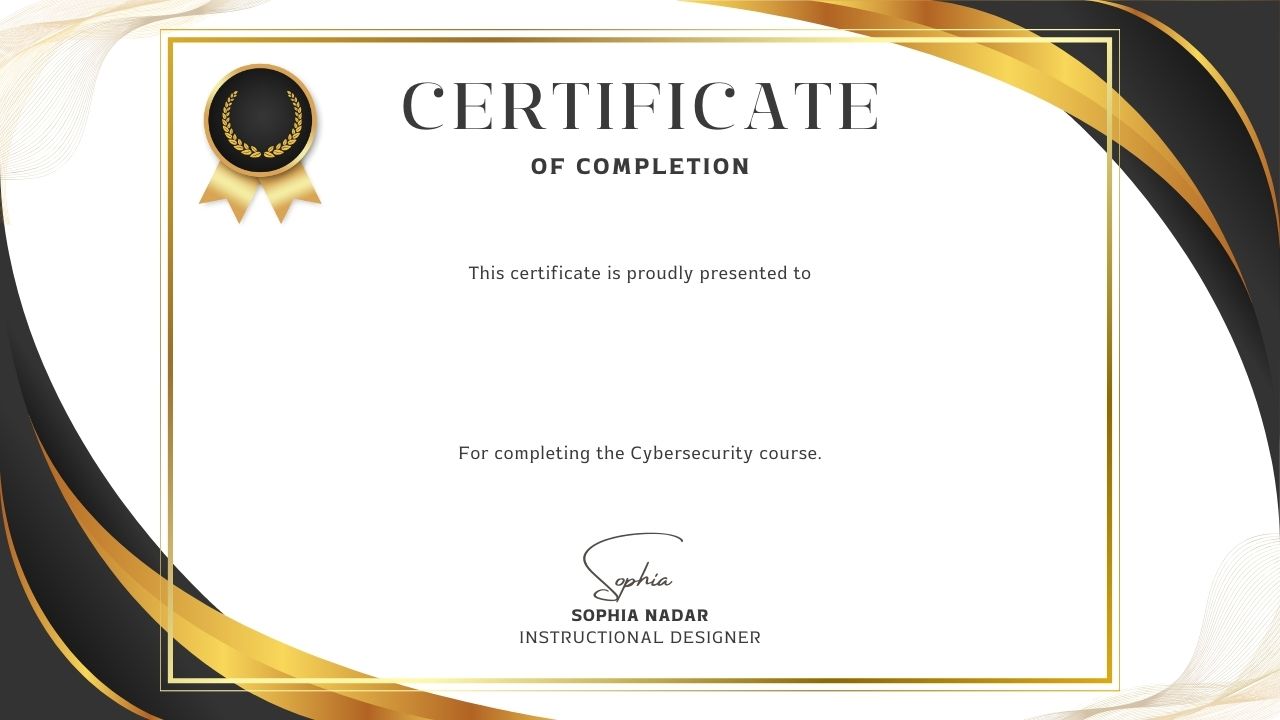 CERTIFICATE
OF COMPLETION
This certificate is proudly presented to
For completing the Cybersecurity course.
Sophia
SOPHIA NADAR
INSTRUCTIONAL DESIGNER